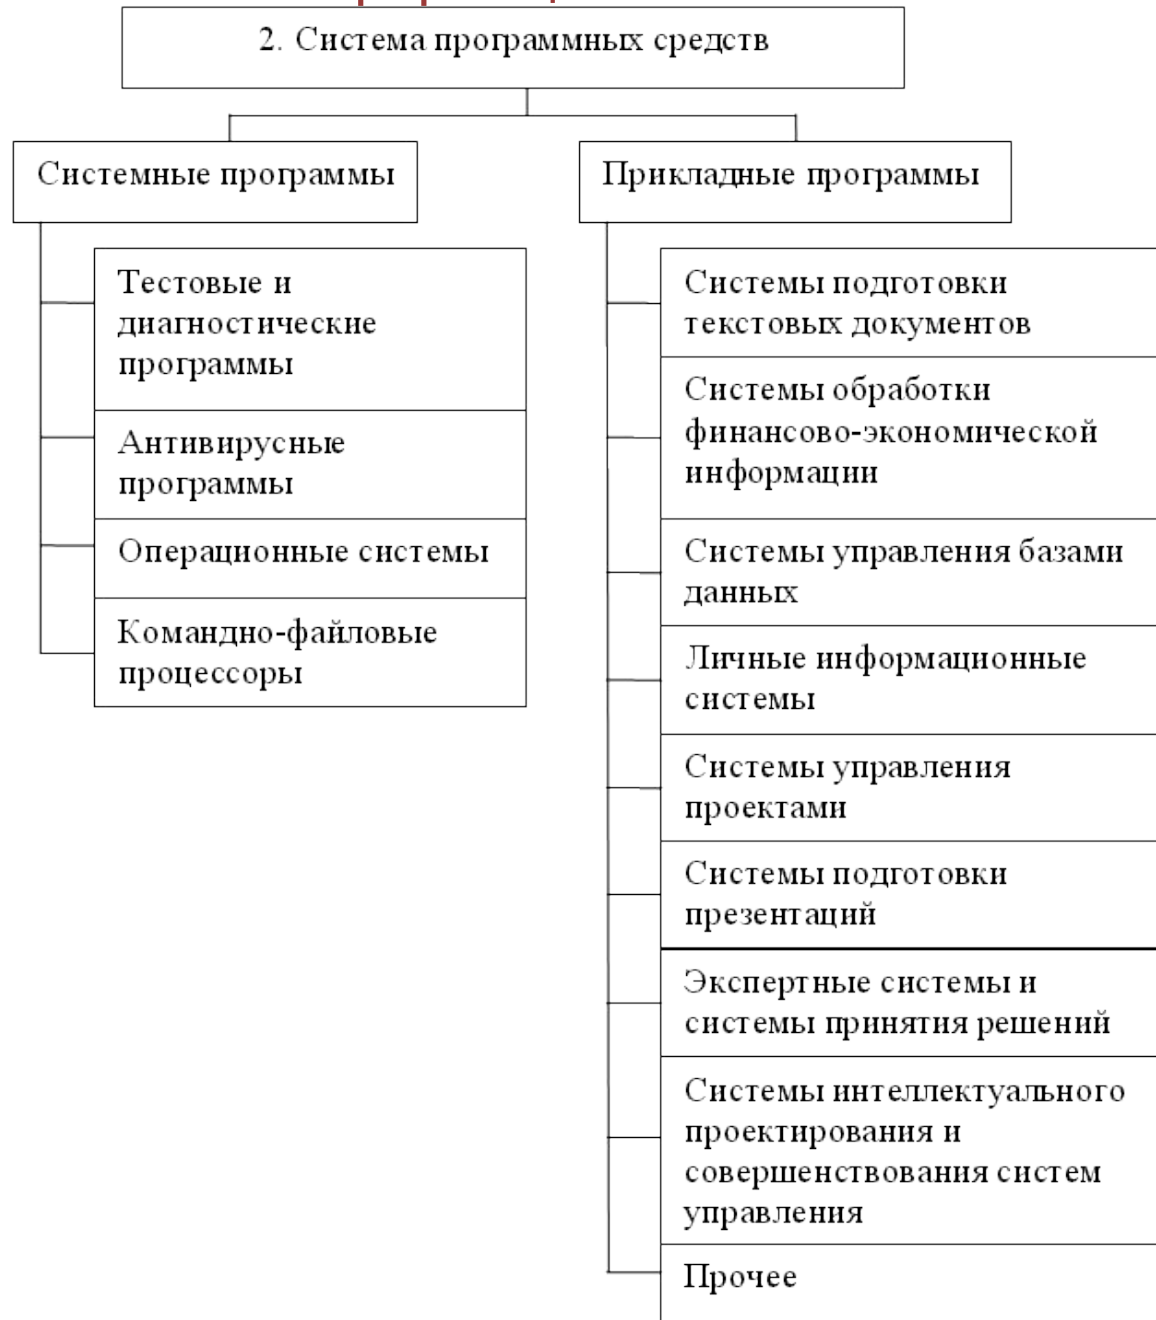 2. Система программных средств
Системные программы
Тестовые и
диагностические
программы
Антивирусные
программы
Операционные системы
Командно-файловые
процессоры
Прикладные программы
Системы подготовки
текстовых документов
Системы обработки
финансово-экономической
информации
Системы управления базами
данных
Личные информационные
системы
Системы управления
проектами
Системы подготовки
презентаций
Экспертные системы и
системы принятия решений
Системы интеллектуального
проектирования и
совершенствования систем
управления
Прочее